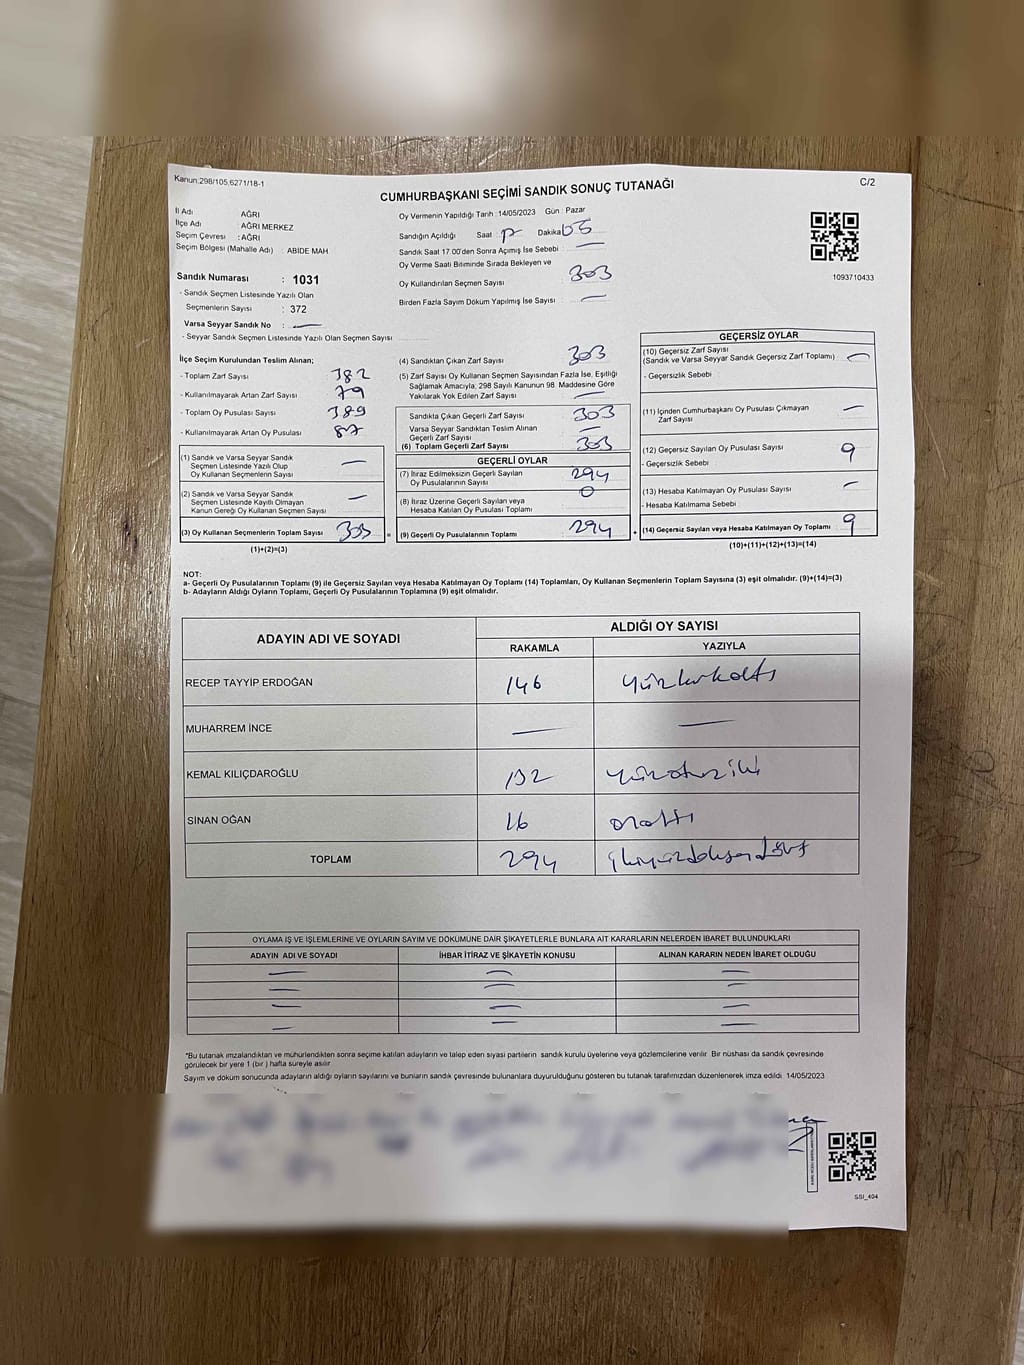 Kanun:298/105,6271/18-1
C/2
CUMHURBAŞKANI SEÇİMİ SANDIK SONUÇ TUTANAĞI
İl Adı : AĞRI
İlçe Adı : AĞRI MERKEZ
Seçim Çevresi : AĞRI
Seçim Bölgesi (Mahalle Adı) : ABİDE MAH
Sandık Numarası : 1031
- Sandık Seçmen Listesinde Yazılı Olan
Seçmenlerin Sayısı : 372
Varsa Seyyar Sandık No : —
- Seyyar Sandık Seçmen Listesinde Yazılı Olan Seçmen Sayısı
Oy Vermenin Yapıldığı Tarih : 14/05/2023 Gün : Pazar
Sandığın Açıldığı Saat Dakika
Sandık Saat 17:00'den Sonra Açımış İse Sebebi —
Oy Verme Saati Bitiminde Sırada Bekleyen ve
Oy Kullandırılan Seçmen Sayısı 303
Birden Fazla Sayım Döküm Yapılmış İse Sayısı —
1093710433
İlçe Seçim Kurulundan Teslim Alınan;
- Toplam Zarf Sayısı 382
- Kullanılmayarak Artan Zarf Sayısı 79
- Toplam Oy Pusulası Sayısı 389
- Kullanılmayarak Artan Oy Pusulası 87
(1) Sandık ve Varsa Seyyar Sandık
Seçmen Listesinde Yazılı Olup
Oy Kullanan Seçmenlerin Sayısı —
(2) Sandık ve Varsa Seyyar Sandık
Seçmen Listesinde Kayıtlı Olmayan
Kanun Gereği Oy Kullanan Seçmen Sayısı —
(3) Oy Kullanan Seçmenlerin Toplam Sayısı 303 =
(1)+(2)=(3)
(4) Sandıktan Çıkan Zarf Sayısı 303
(5) Zarf Sayısı Oy Kullanan Seçmen Sayısından Fazla İse, Eşitliği
Sağlamak Amacıyla, 298 Sayılı Kanunun 98. Maddesine Göre
Yakılarak Yok Edilen Zarf Sayısı —
Sandıkta Çıkan Geçerli Zarf Sayısı 303
Varsa Seyyar Sandıktan Teslim Alınan
Geçerli Zarf Sayısı —
(6) Toplam Geçerli Zarf Sayısı 303
GEÇERLİ OYLAR
(7) İtiraz Edilmeksizin Geçerli Sayılan
Oy Pusulalarının Sayısı 294
(8) İtiraz Üzerine Geçerli Sayılan veya
Hesaba Katılan Oy Pusulası Toplamı 0
(9) Geçerli Oy Pusulalarının Toplamı 294 +
GEÇERSİZ OYLAR
(10) Geçersiz Zarf Sayısı
(Sandık ve Varsa Seyyar Sandık Geçersiz Zarf Toplamı) —
- Geçersizlik Sebebi :
(11) İçinden Cumhurbaşkanı Oy Pusulası Çıkmayan
Zarf Sayısı —
(12) Geçersiz Sayılan Oy Pusulası Sayısı 9
- Geçersizlik Sebebi :
(13) Hesaba Katılmayan Oy Pusulası Sayısı —
- Hesaba Katılmama Sebebi :
(14) Geçersiz Sayılan veya Hesaba Katılmayan Oy Toplamı 9
(10)+(11)+(12)+(13)=(14)
NOT:
a- Geçerli Oy Pusulalarının Toplamı (9) ile Geçersiz Sayılan veya Hesaba Katılmayan Oy Toplamı (14) Toplamları, Oy Kullanan Seçmenlerin Toplam Sayısına (3) eşit olmalıdır. (9)+(14)=(3)
b- Adayların Aldığı Oyların Toplamı, Geçerli Oy Pusulalarının Toplamına (9) eşit olmalıdır.
ADAYIN ADI VE SOYADI ALDIĞI OY SAYISI
RAKAMLA YAZIYLA
RECEP TAYYİP ERDOĞAN 146 Yüzkırkaltı
MUHARREM İNCE — —
KEMAL KILIÇDAROĞLU 132 Yüzotuziki
SİNAN OĞAN 16 onaltı
TOPLAM 294
OYLAMA İŞ VE İŞLEMLERİNE VE OYLARIN SAYIM VE DÖKÜMÜNE DAİR ŞİKAYETLERLE BUNLARA AİT KARARLARIN NELERDEN İBARET BULUNDUKLARI
ADAYIN ADI VE SOYADI İHBAR İTİRAZ VE ŞİKAYETİN KONUSU ALINAN KARARIN NEDEN İBARET OLDUĞU
— — —
— — —
— — —
— — —
*Bu tutanak imzalandıktan ve mühürlendikten sonra seçime katılan adayların ve talep eden siyasi partilerin sandık kurulu üyelerine veya gözlemcilerine verilir. Bir nüshası da sandık çevresinde
görülecek bir yere 1 (bir ) hafta süreyle asılır
Sayım ve döküm sonucunda adayların aldığı oyların sayılarını ve bunların sandık çevresinde bulunanlara duyurulduğunu gösteren bu tutanak tarafımızdan düzenlenerek imza edildi. 14/05/2023
SSI_404